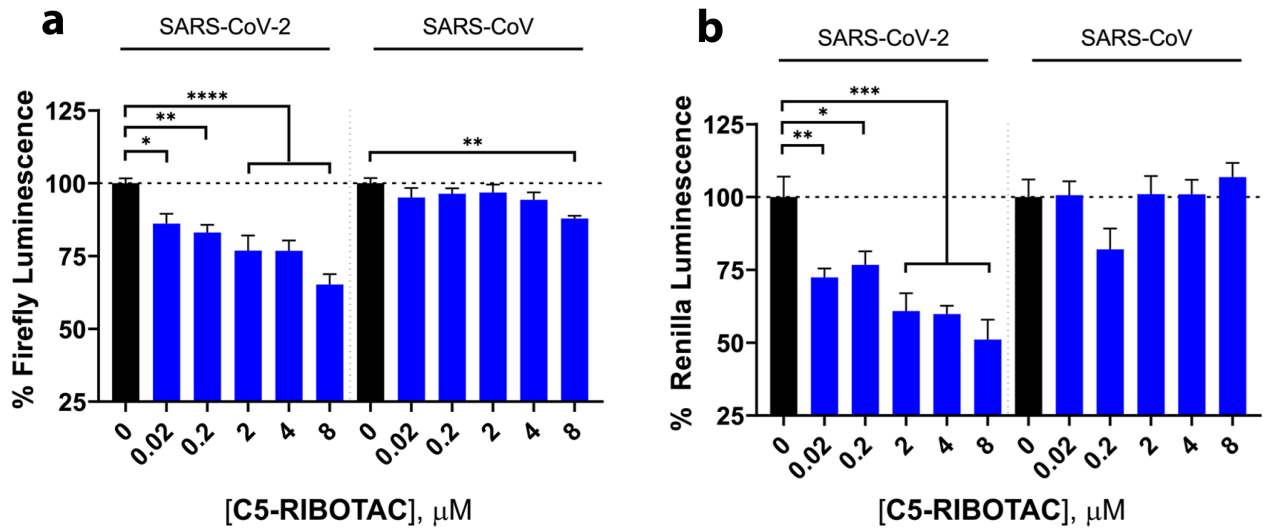 a
SARS-CoV-2 SARS-CoV
% Firefly Luminescence
125
100
75
50
25
* ** **** **
0 0.02 0.2 2 4 8 0 0.02 0.2 2 4 8
[C5-RIBOTAC], μM
b
SARS-CoV-2 SARS-CoV
% Renilla Luminescence
125
100
75
50
25
** * ***
0 0.02 0.2 2 4 8 0 0.02 0.2 2 4 8
[C5-RIBOTAC], μM